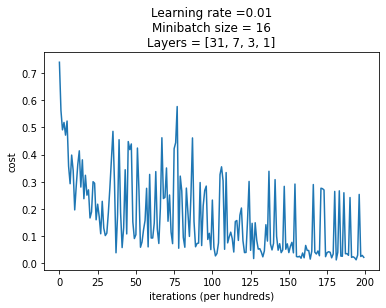 Learning rate =0.01
Minibatch size = 16
Layers = [31, 7, 3, 1]
cost
0.7
0.6
0.5
0.4
0.3
0.2
0.1
0.0
0 25 50 75 100 125 150 175 200
iterations (per hundreds)